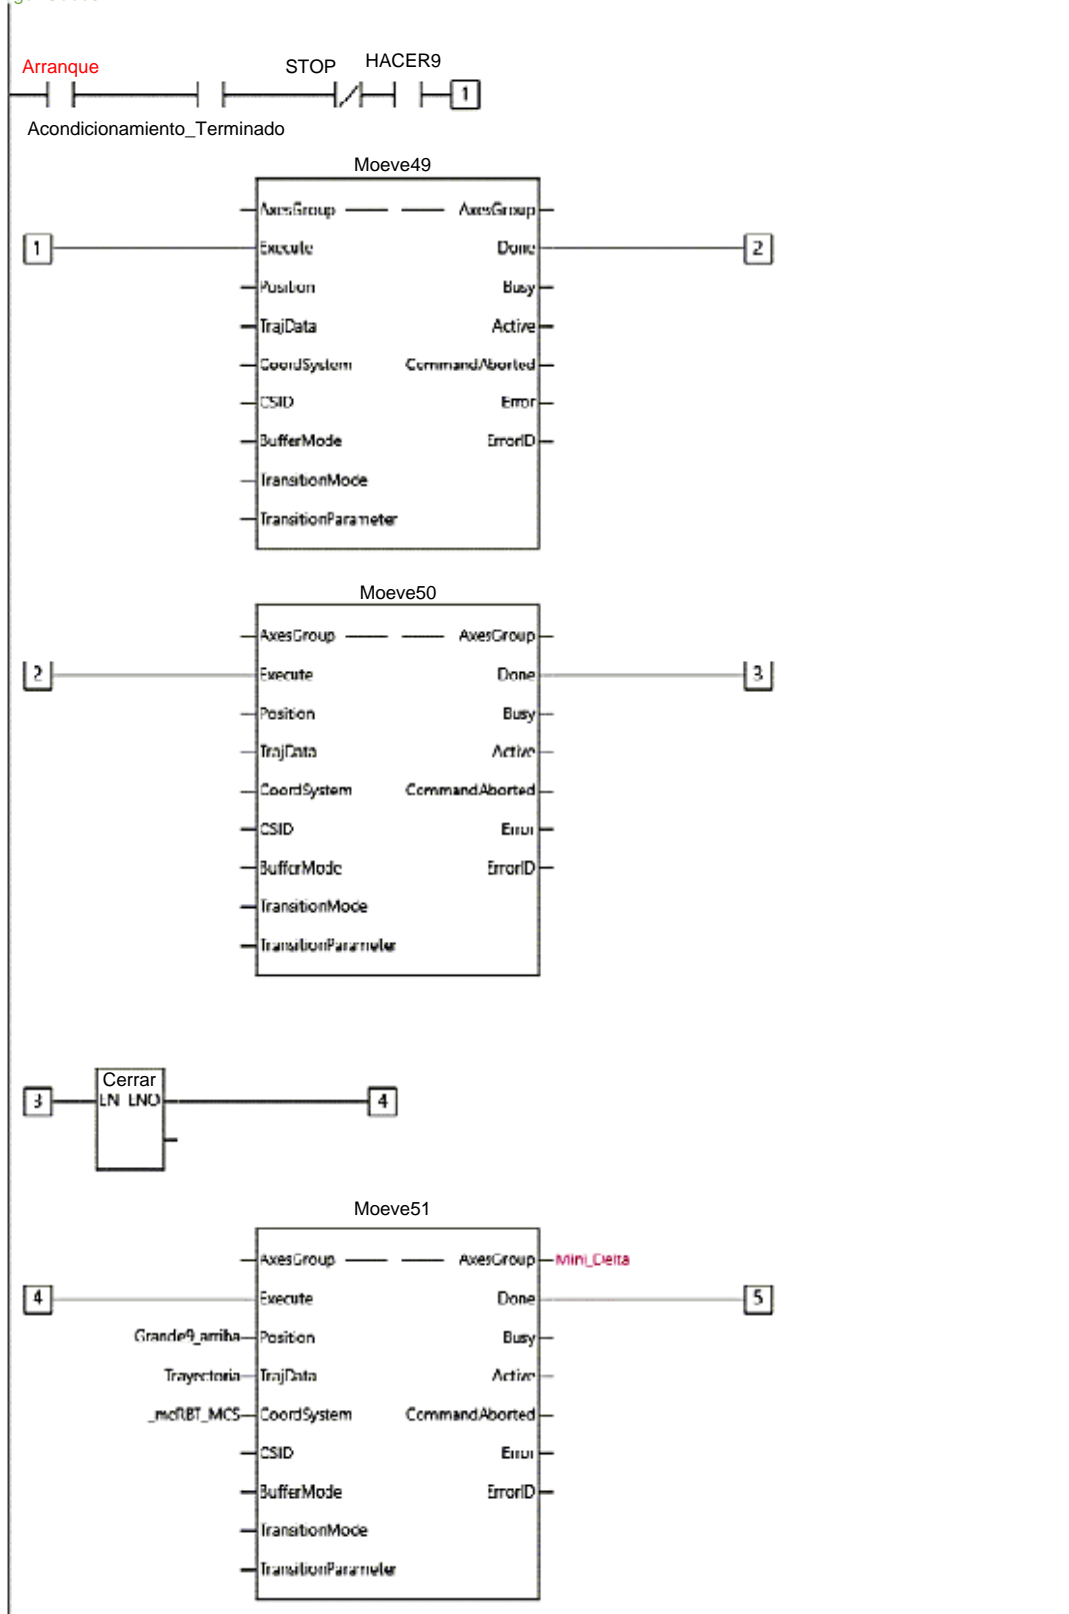 Arranque
STOP
HACER9
1
Acondicionamiento_Terminado
Moeve49
AxesGroup AxesGroup
1 Execute Done 2
Position Busy
TrajData Active
CoordSystem CommandAborted
CSID Error
BufferMode ErrorID
TransitionMode
TransitionParameter
Moeve50
AxesGroup AxesGroup
2 Execute Done 3
Position Busy
TrajData Active
CoordSystem CommandAborted
CSID Error
BufferMode ErrorID
TransitionMode
TransitionParameter
Cerrar
3 EN ENO 4
Moeve51
AxesGroup AxesGroup Mini_Delta
4 Execute Done 5
Grande9_arriba Position Busy
Trayectoria TrajData Active
_mcRBT_MCS CoordSystem CommandAborted
CSID Error
BufferMode ErrorID
TransitionMode
TransitionParameter